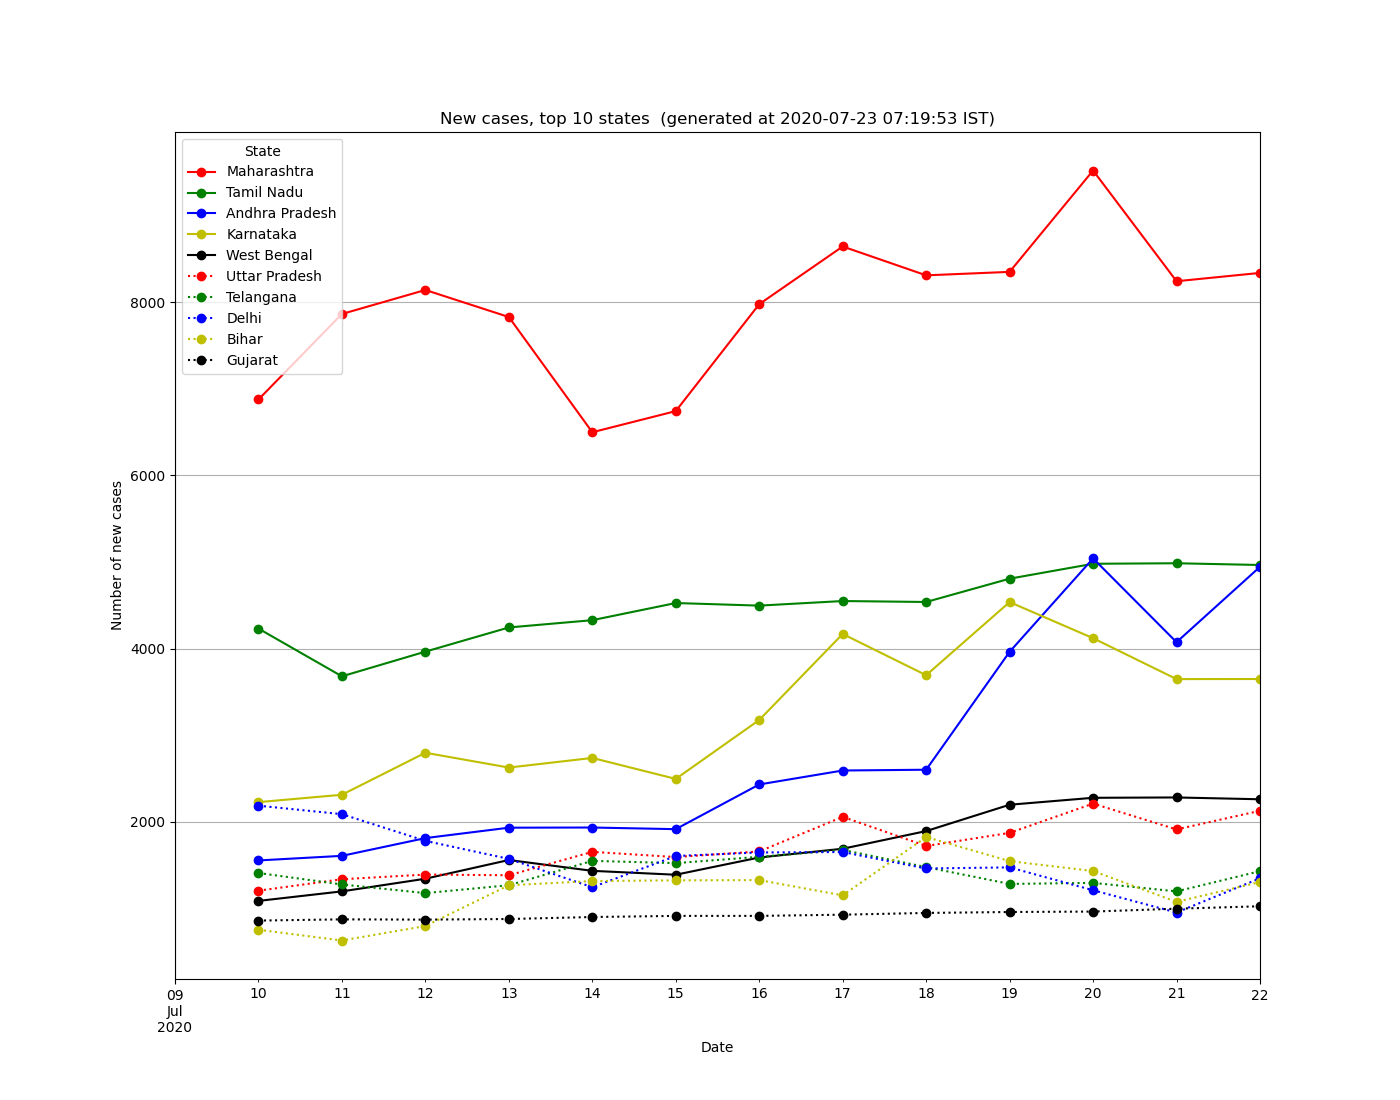 New cases, top 10 states  (generated at 2020-07-23 07:19:53 IST)
State
Maharashtra
Tamil Nadu
Andhra Pradesh
Karnataka
West Bengal
Uttar Pradesh
Telangana
Delhi
Bihar
Gujarat
8000
6000
4000
2000
Number of new cases
09 10 11 12 13 14 15 16 17 18 19 20 21 22
Jul
2020
Date